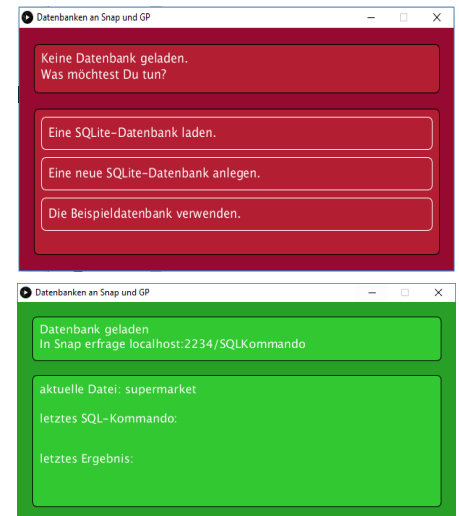 Datenbanken an Snap und GP
Keine Datenbank geladen.
Was möchtest Du tun?
Eine SQLite-Datenbank laden.
Eine neue SQLite-Datenbank anlegen.
Die Beispieldatenbank verwenden.
Datenbanken an Snap und GP
Datenbank geladen
In Snap erfrage localhost:2234/SQLKommando
aktuelle Datei: supermarket
letztes SQL-Kommando:
letztes Ergebnis: